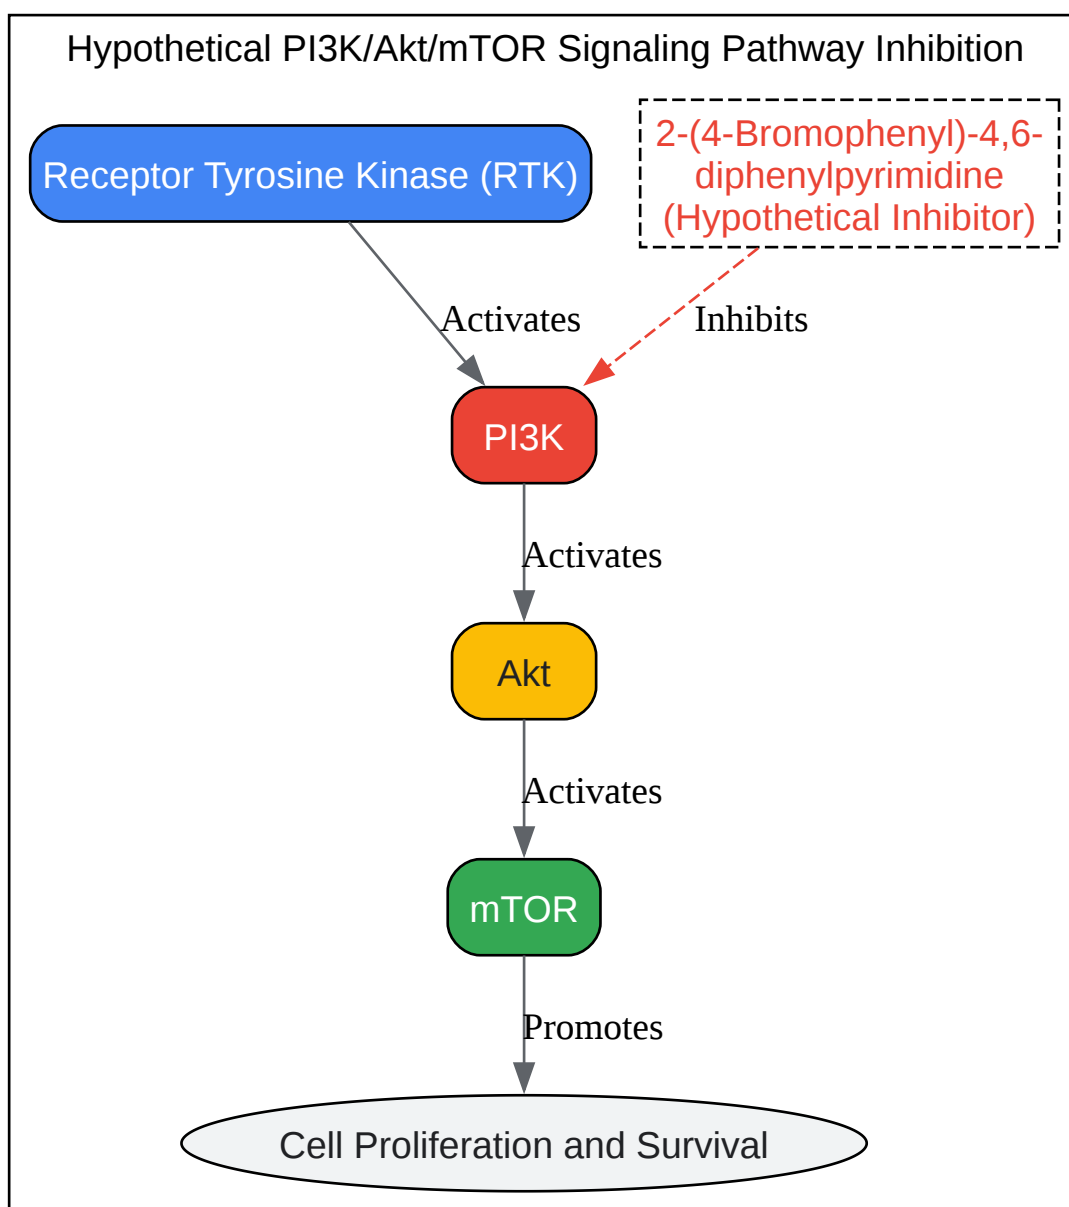 Hypothetical PI3K/Akt/mTOR Signaling Pathway Inhibition
Receptor Tyrosine Kinase (RTK)
2-(4-Bromophenyl)-4,6-
diphenylpyrimidine
(Hypothetical Inhibitor)
Activates
Inhibits
PI3K
Activates
Akt
Activates
mTOR
Promotes
Cell Proliferation and Survival